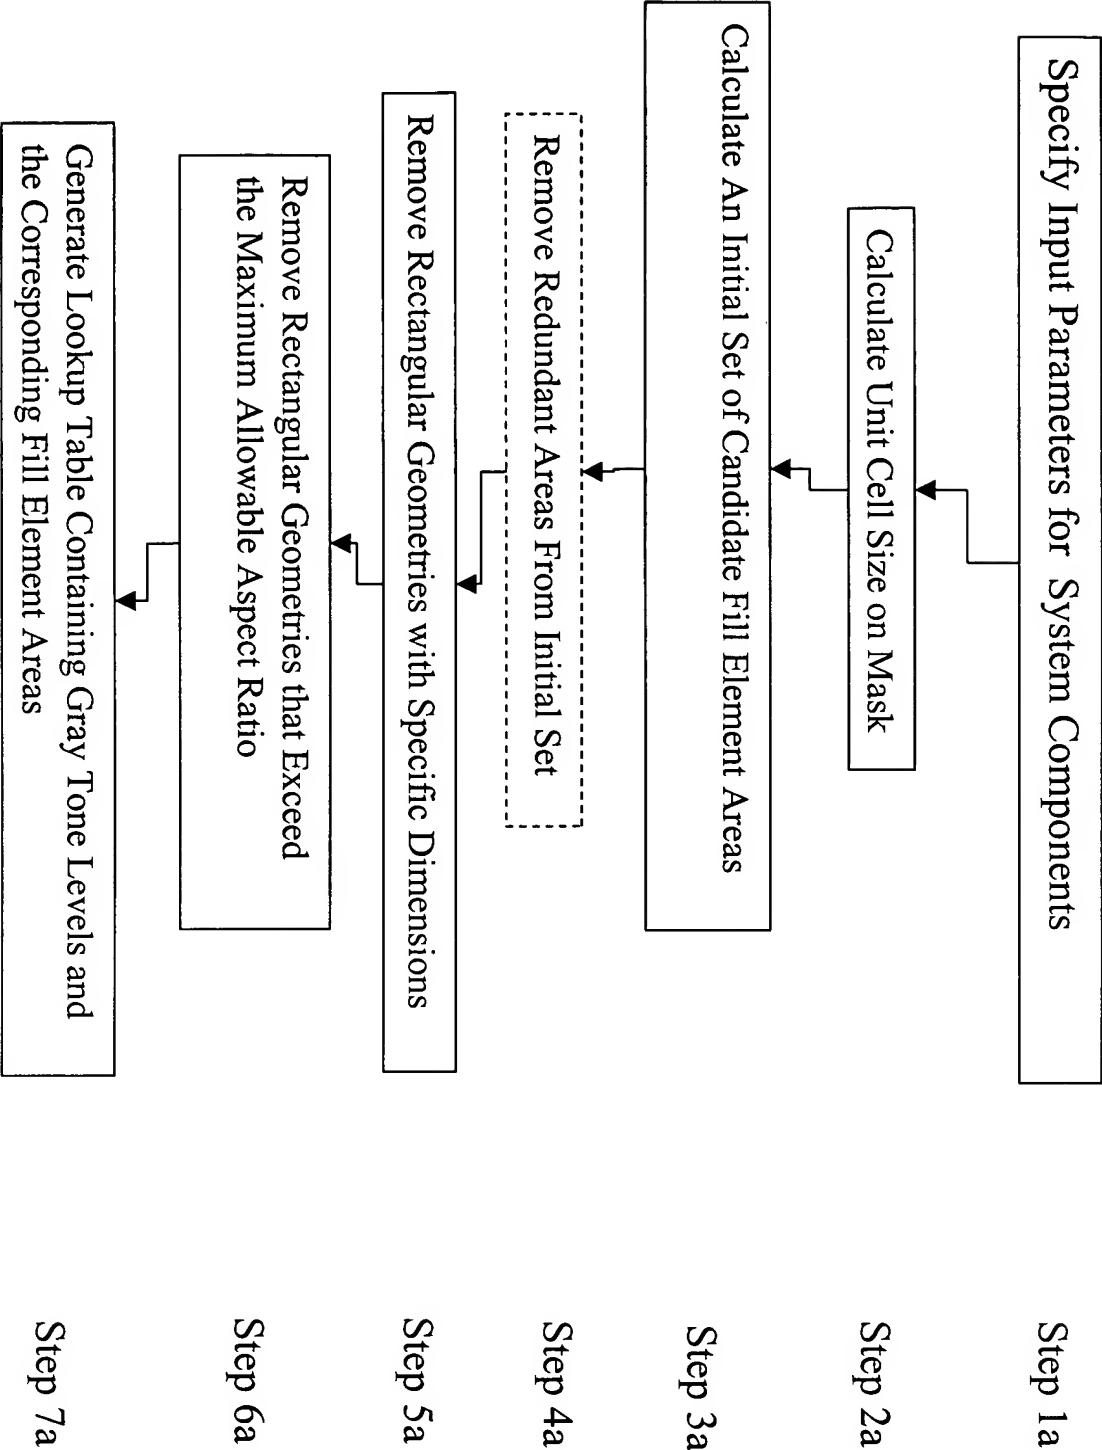 Specify Input Parameters for System Components
Step 1a
Calculate Unit Cell Size on Mask
Step 2a
Calculate An Initial Set of Candidate Fill Element Areas
Step 3a
Remove Redundant Areas From Initial Set
Step 4a
Remove Rectangular Geometries with Specific Dimensions
Step 5a
Remove Rectangular Geometries that Exceed
the Maximum Allowable Aspect Ratio
Step 6a
Generate Lookup Table Containing Gray Tone Levels and
the Corresponding Fill Element Areas
Step 7a